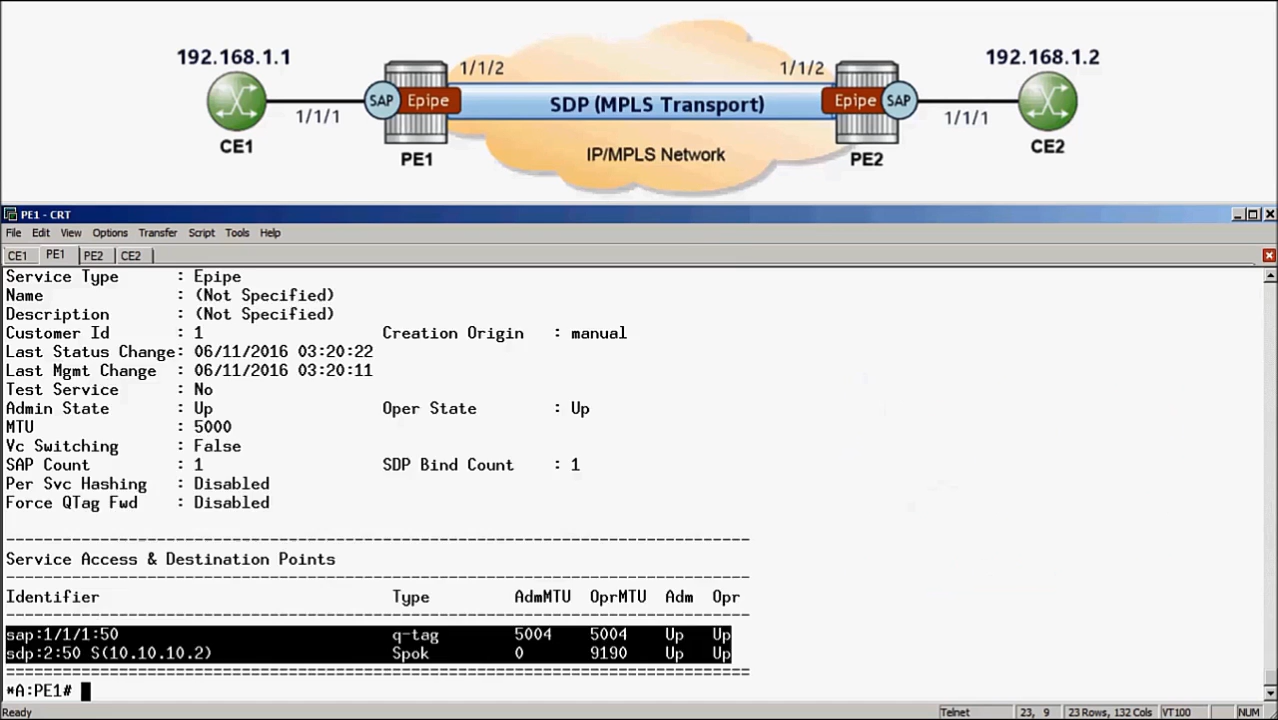 192.168.1.1
192.168.1.2
1/1/2
1/1/2
SAP
Epipe
SDP (MPLS Transport)
Epipe
SAP
1/1/1
1/1/1
CE1
PE1
IP/MPLS Network
PE2
CE2
PE1 - CRT
File Edit View Options Transfer Script Tools Help
CE1 PE1 PE2 CE2
Service Type : Epipe
Name : (Not Specified)
Description : (Not Specified)
Customer Id : 1 Creation Origin : manual
Last Status Change: 06/11/2016 03:20:22
Last Mgmt Change : 06/11/2016 03:20:11
Test Service : No
Admin State : Up Oper State : Up
MTU : 5000
Vc Switching : False
SAP Count : 1 SDP Bind Count : 1
Per Svc Hashing : Disabled
Force QTag Fwd : Disabled
-------------------------------------------------------------------------------
Service Access & Destination Points
-------------------------------------------------------------------------------
Identifier Type AdmMTU OprMTU Adm Opr
-------------------------------------------------------------------------------
sap:1/1/1:50 q-tag 5004 5004 Up Up
sdp:2:50 S(10.10.10.2) Spok 0 9190 Up Up
===============================================================================
*A:PE1#
Ready Telnet 23, 9 23 Rows, 132 Cols VT100 NUM